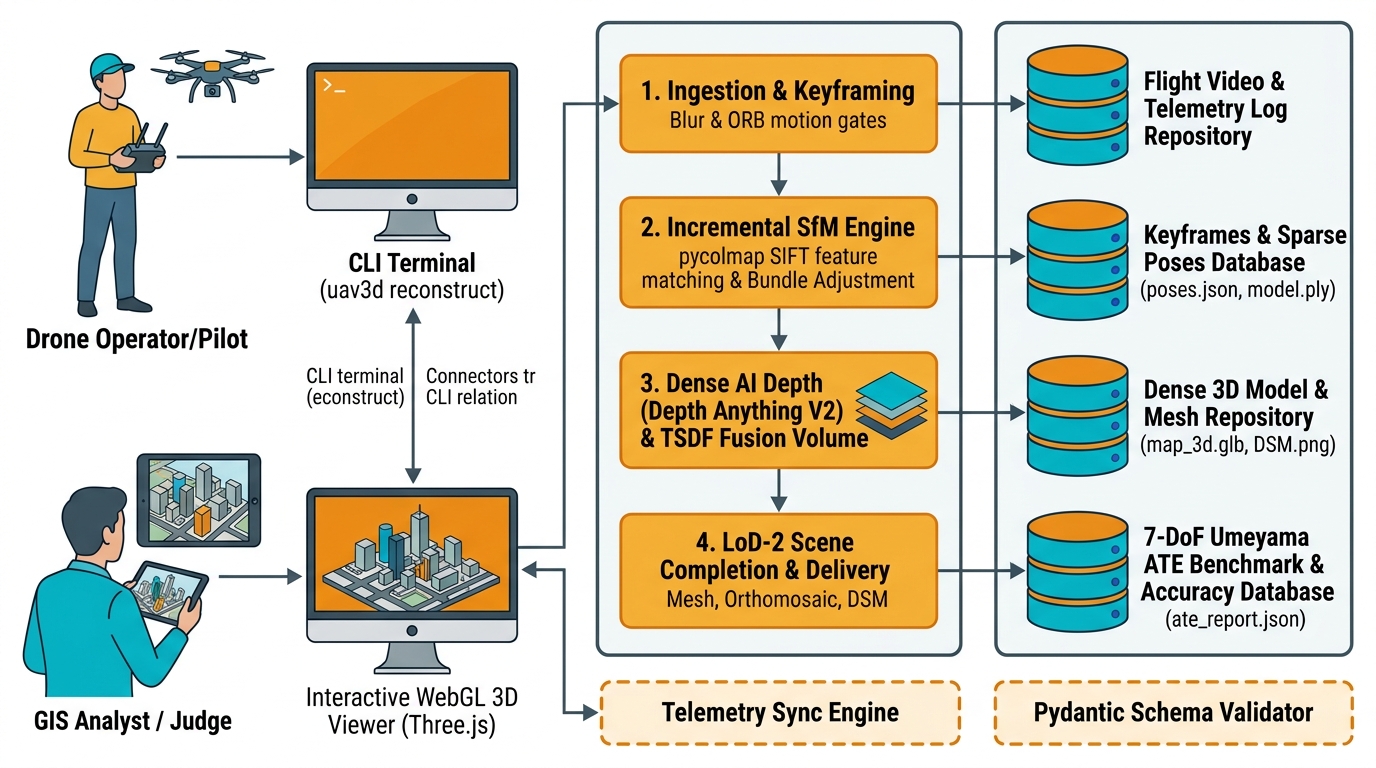 >_
CLI Terminal
(uav3d reconstruct)
Drone Operator/Pilot
CLI terminal
(econstruct)
Connectors tr
CLI relation
GIS Analyst / Judge
Interactive WebGL 3D
Viewer (Three.js)
1. Ingestion & Keyframing
Blur & ORB motion gates
2. Incremental SfM Engine
pycolmap SIFT feature
matching & Bundle Adjustment
3. Dense AI Depth
(Depth Anything V2)
& TSDF Fusion Volume
4. LoD-2 Scene
Completion & Delivery
Mesh, Orthomosaic, DSM
Telemetry Sync Engine
Flight Video &
Telemetry Log
Repository
Keyframes & Sparse
Poses Database
(poses.json, model.ply)
Dense 3D Model &
Mesh Repository
(map_3d.glb, DSM.png)
7-DoF Umeyama
ATE Benchmark &
Accuracy Database
(ate_report.json)
Pydantic Schema Validator